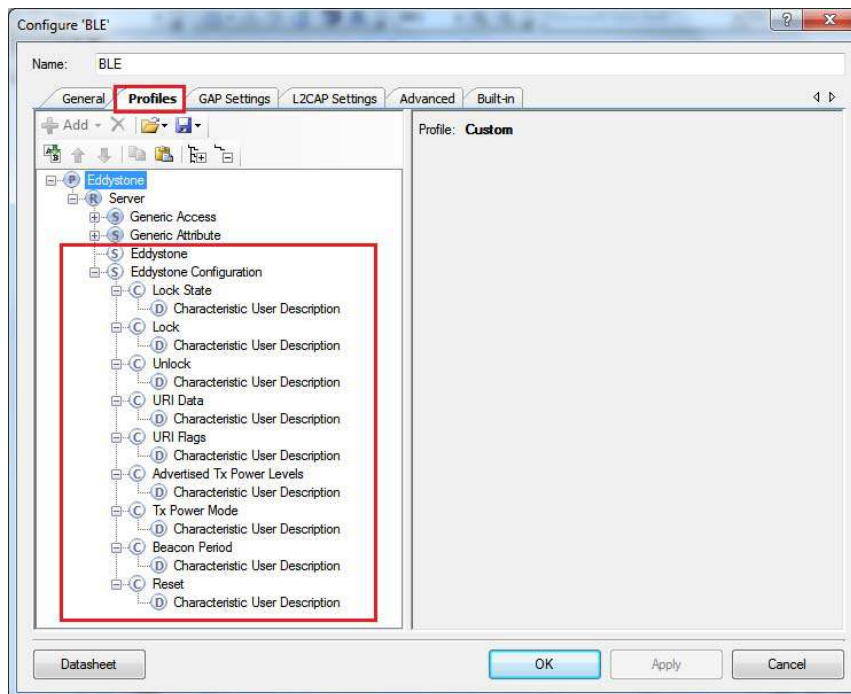 Configure 'BLE'
Name: BLE
General Profiles GAP Settings L2CAP Settings Advanced Built-in
Add
Profile: Custom
P Eddystone
R Server
S Generic Access
S Generic Attribute
S Eddystone
S Eddystone Configuration
C Lock State
D Characteristic User Description
C Lock
D Characteristic User Description
C Unlock
D Characteristic User Description
C URI Data
D Characteristic User Description
C URI Flags
D Characteristic User Description
C Advertised Tx Power Levels
D Characteristic User Description
C Tx Power Mode
D Characteristic User Description
C Beacon Period
D Characteristic User Description
C Reset
D Characteristic User Description
Datasheet OK Apply Cancel